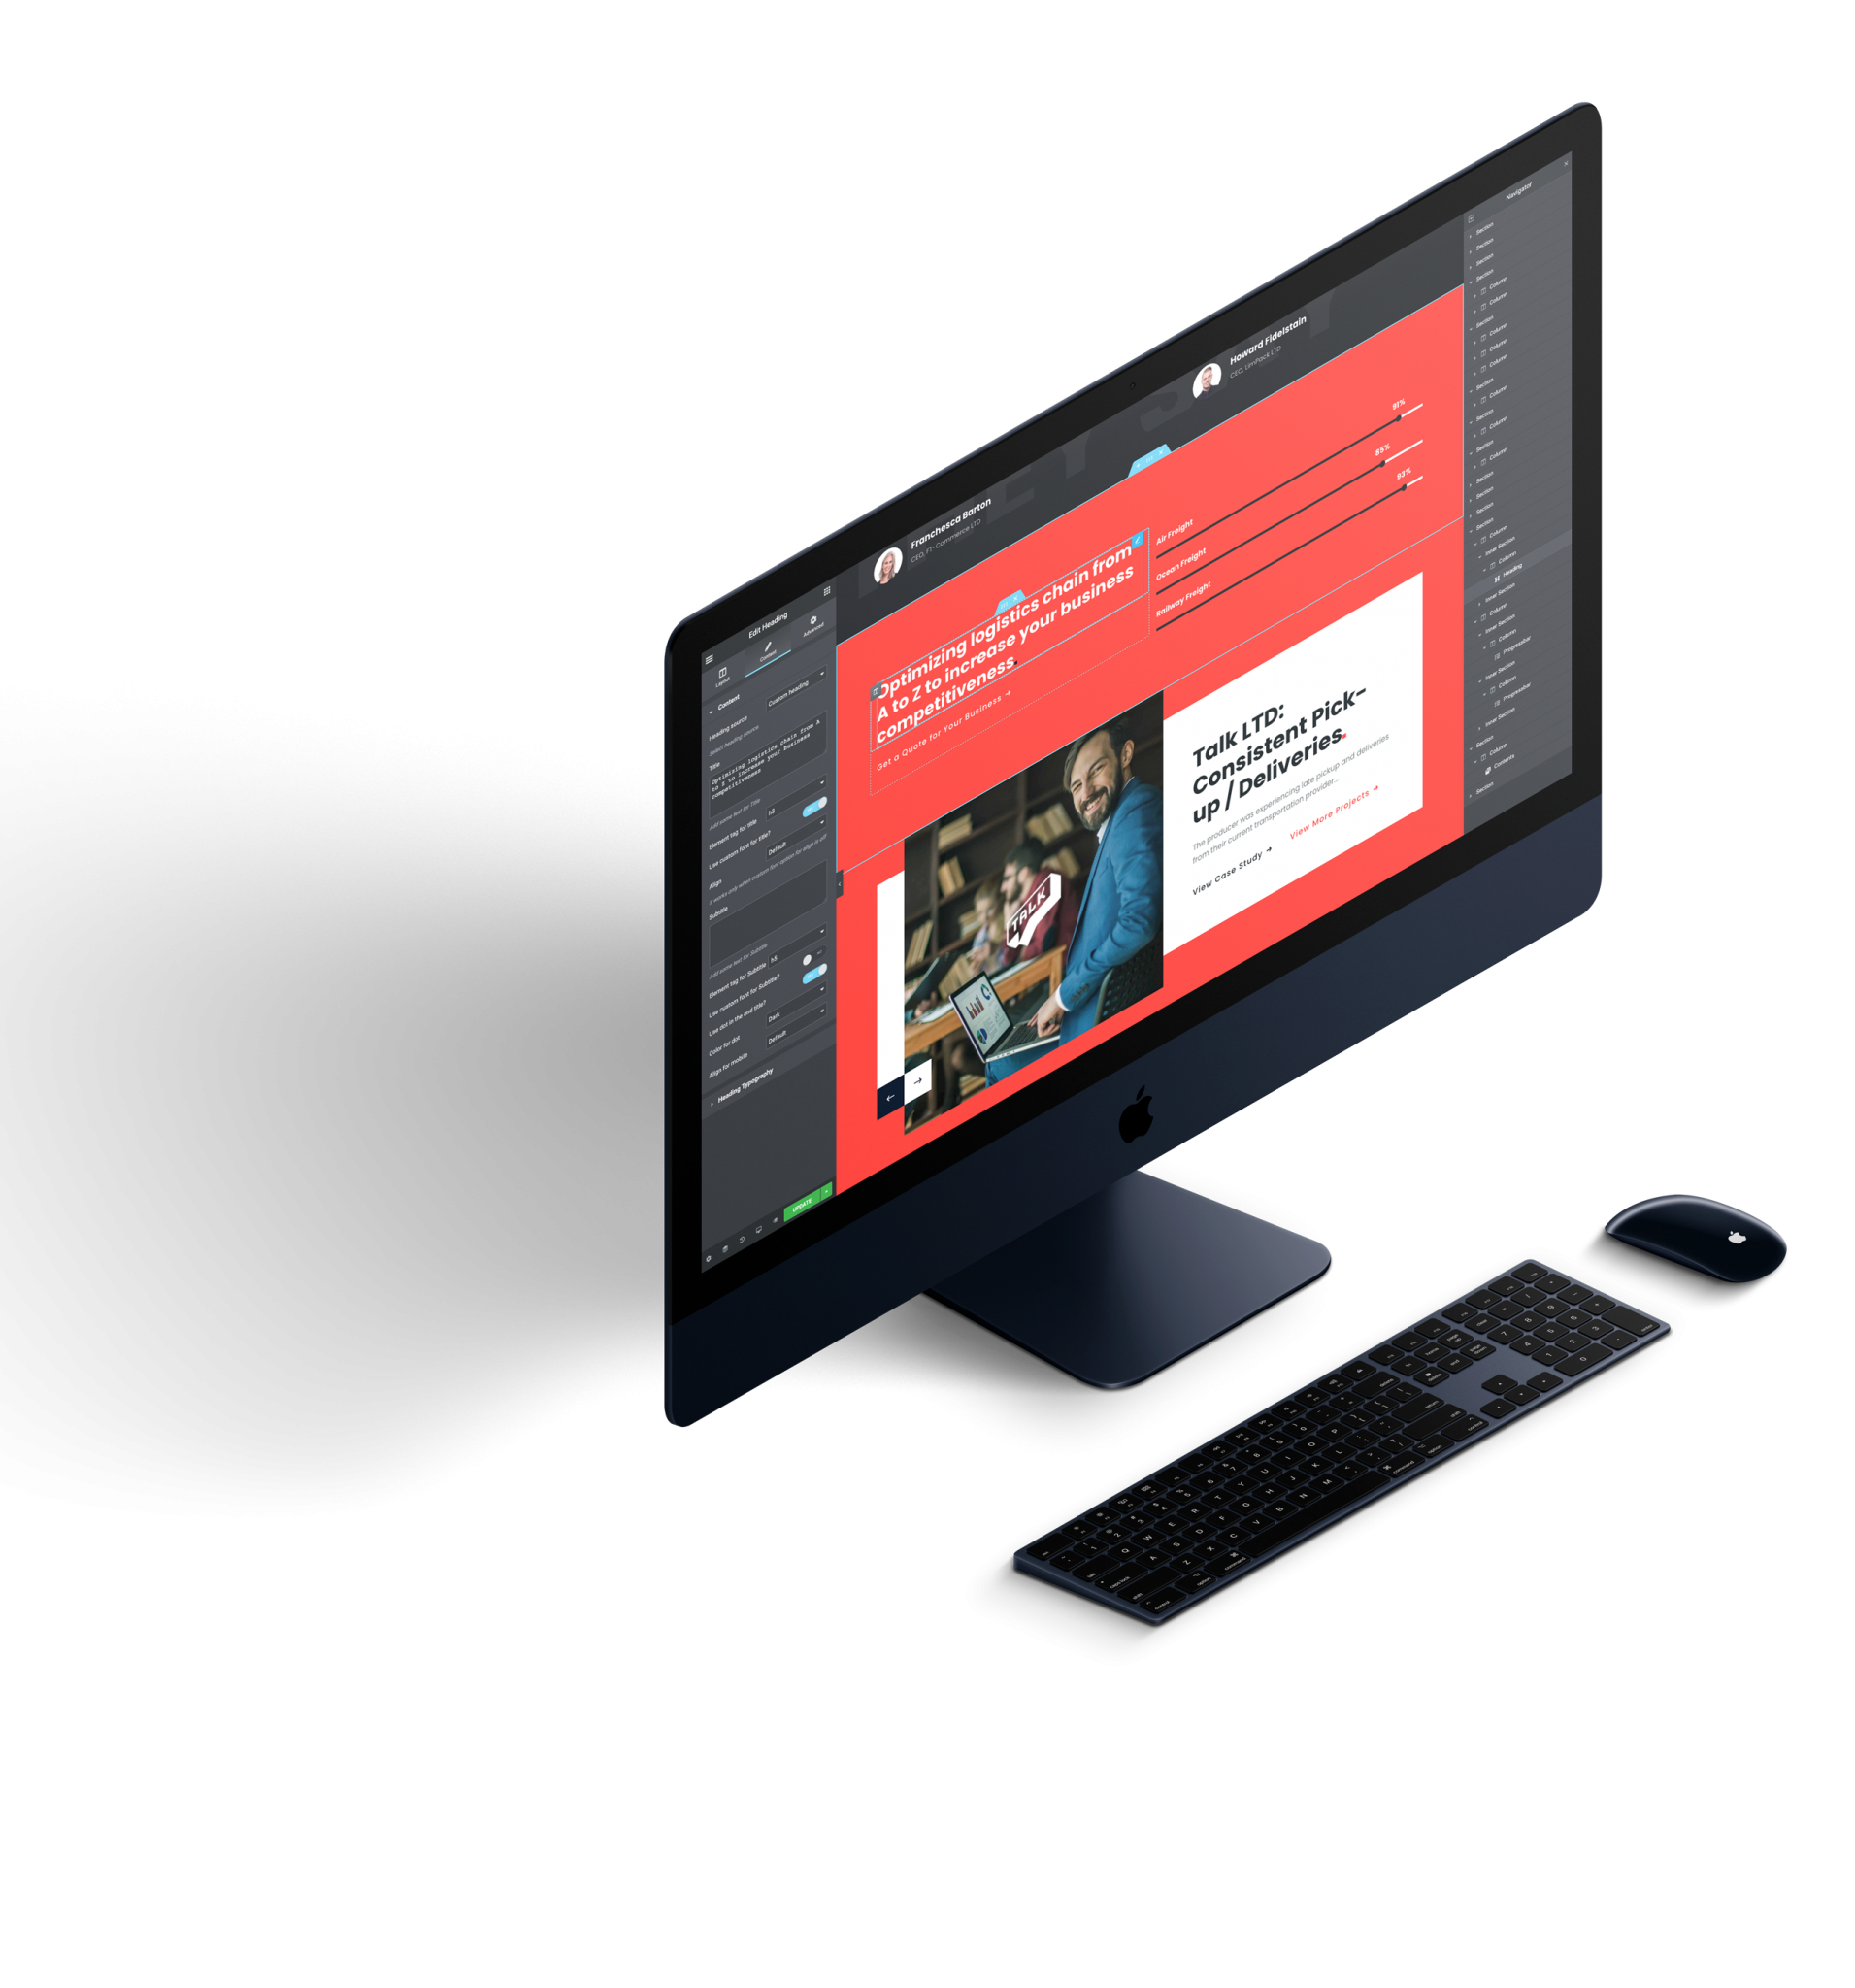 Edit Heading
Layout
Content
Advanced
Content
Heading source
Custom heading
Select heading source.
Title
Optimizing logistics chain from A
to Z to increase your business
competitiveness
Add some text for Title
Element tag for title
h3
Use custom font for title?
Align
Default
It works only when custom font option for align is off
Subtitle
Add some text for Subtitle
Element tag for Subtitle
h5
Use custom font for Subtitle?
Use dot in the end title?
Color for dot
Dark
Align for mobile
Default
Heading Typography
UPDATE
Franchesca Barton
CEO, FT-Commerce LTD
Howard Fidelstain
CEO, LimPack LTD
Optimizing logistics chain from
A to Z to increase your business
competitiveness.
Get a Quote for Your Business →
Air Freight
91%
Ocean Freight
85%
Railway Freight
93%
TALK
Talk LTD:
Consistent Pick-
up / Deliveries.
The producer was experiencing late pickup and deliveries
from their current transportation provider...
View Case Study →
View More Projects →
Navigator
Section
Section
Section
Section
Column
Column
Section
Column
Column
Column
Section
Column
Section
Column
Section
Column
Section
Section
Section
Section
Column
Inner Section
Column
Heading
Inner Section
Column
Inner Section
Column
Progressbar
Inner Section
Column
Progressbar
Inner Section
Section
Column
Contents
Section